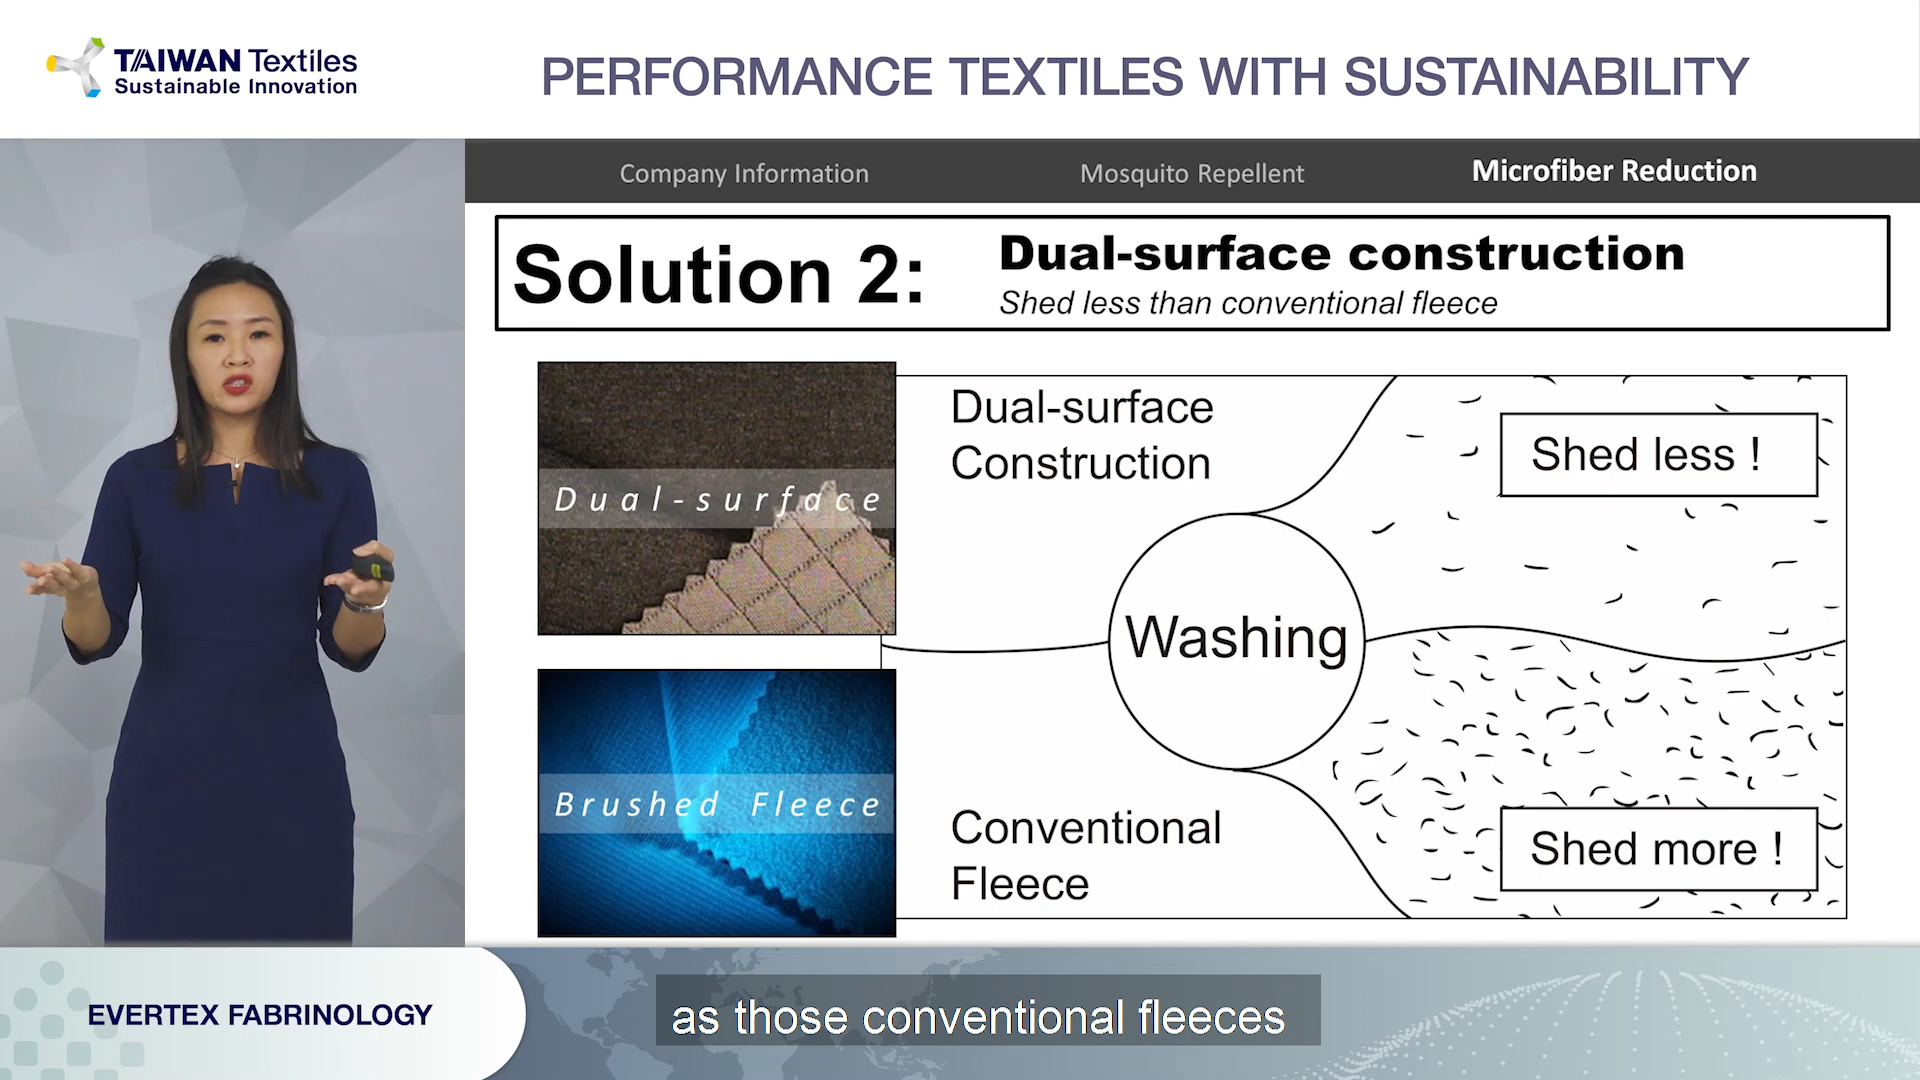 TAIWAN Textiles
Sustainable Innovation
PERFORMANCE TEXTILES WITH SUSTAINABILITY
Company Information
Mosquito Repellent
Microfiber Reduction
Solution 2:
Dual-surface construction
Shed less than conventional fleece
Dual-surface
Brushed Fleece
Dual-surface
Construction
Shed less !
Washing
Conventional
Fleece
Shed more !
EVERTEX FABRINOLOGY
as those conventional fleeces